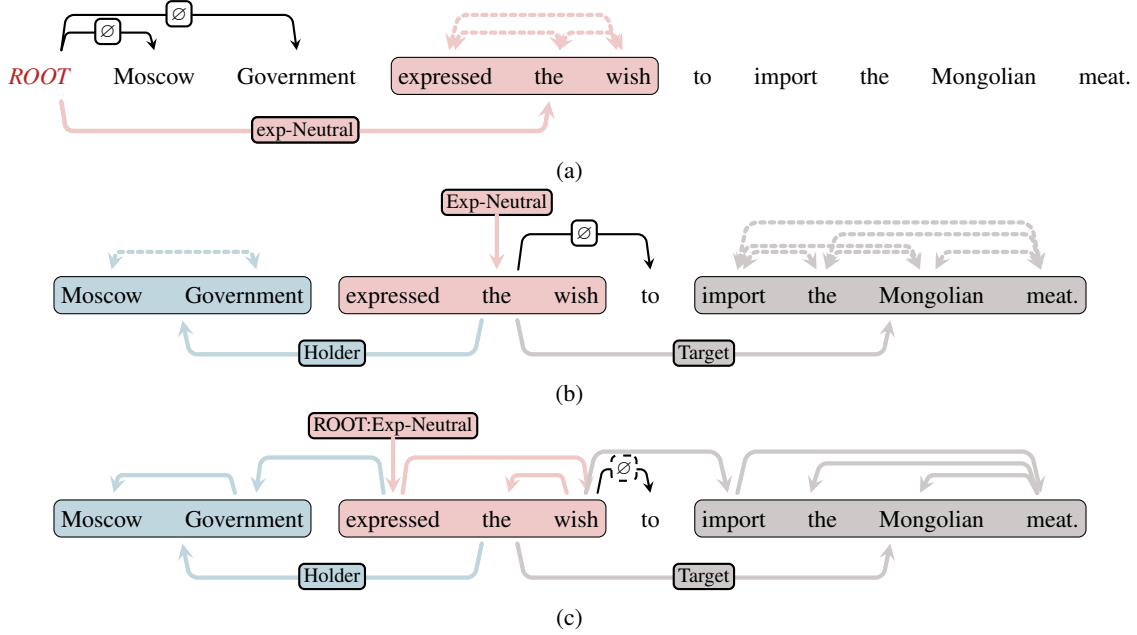 ∅
∅
ROOT Moscow Government expressed the wish to import the Mongolian meat.
exp-Neutral
(a)
Exp-Neutral
∅
Moscow Government expressed the wish to import the Mongolian meat.
Holder Target
(b)
ROOT:Exp-Neutral
∅
Moscow Government expressed the wish to import the Mongolian meat.
Holder Target
(c)